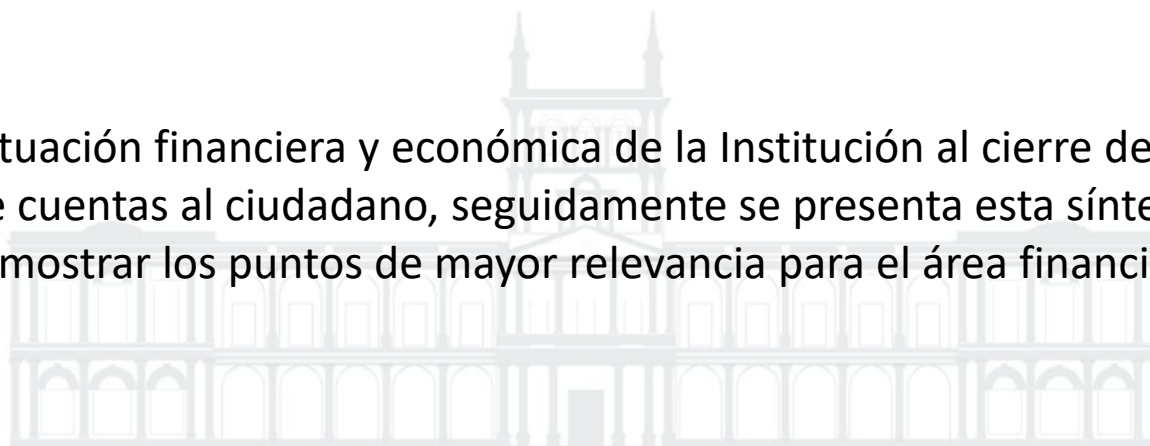 tuación financiera y económica de la Institución al cierre de
cuentas al ciudadano, seguidamente se presenta esta sínte
mostrar los puntos de mayor relevancia para el área financi